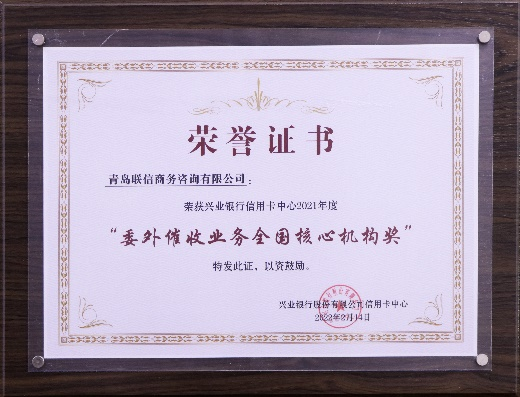 荣誉证书
青岛联信商务咨询有限公司：
荣获兴业银行信用卡中心2021年度
“委外催收业务全国核心机构奖”
特发此证，以资鼓励。
兴业银行股份有限公司信用卡中心
2022年2月14日